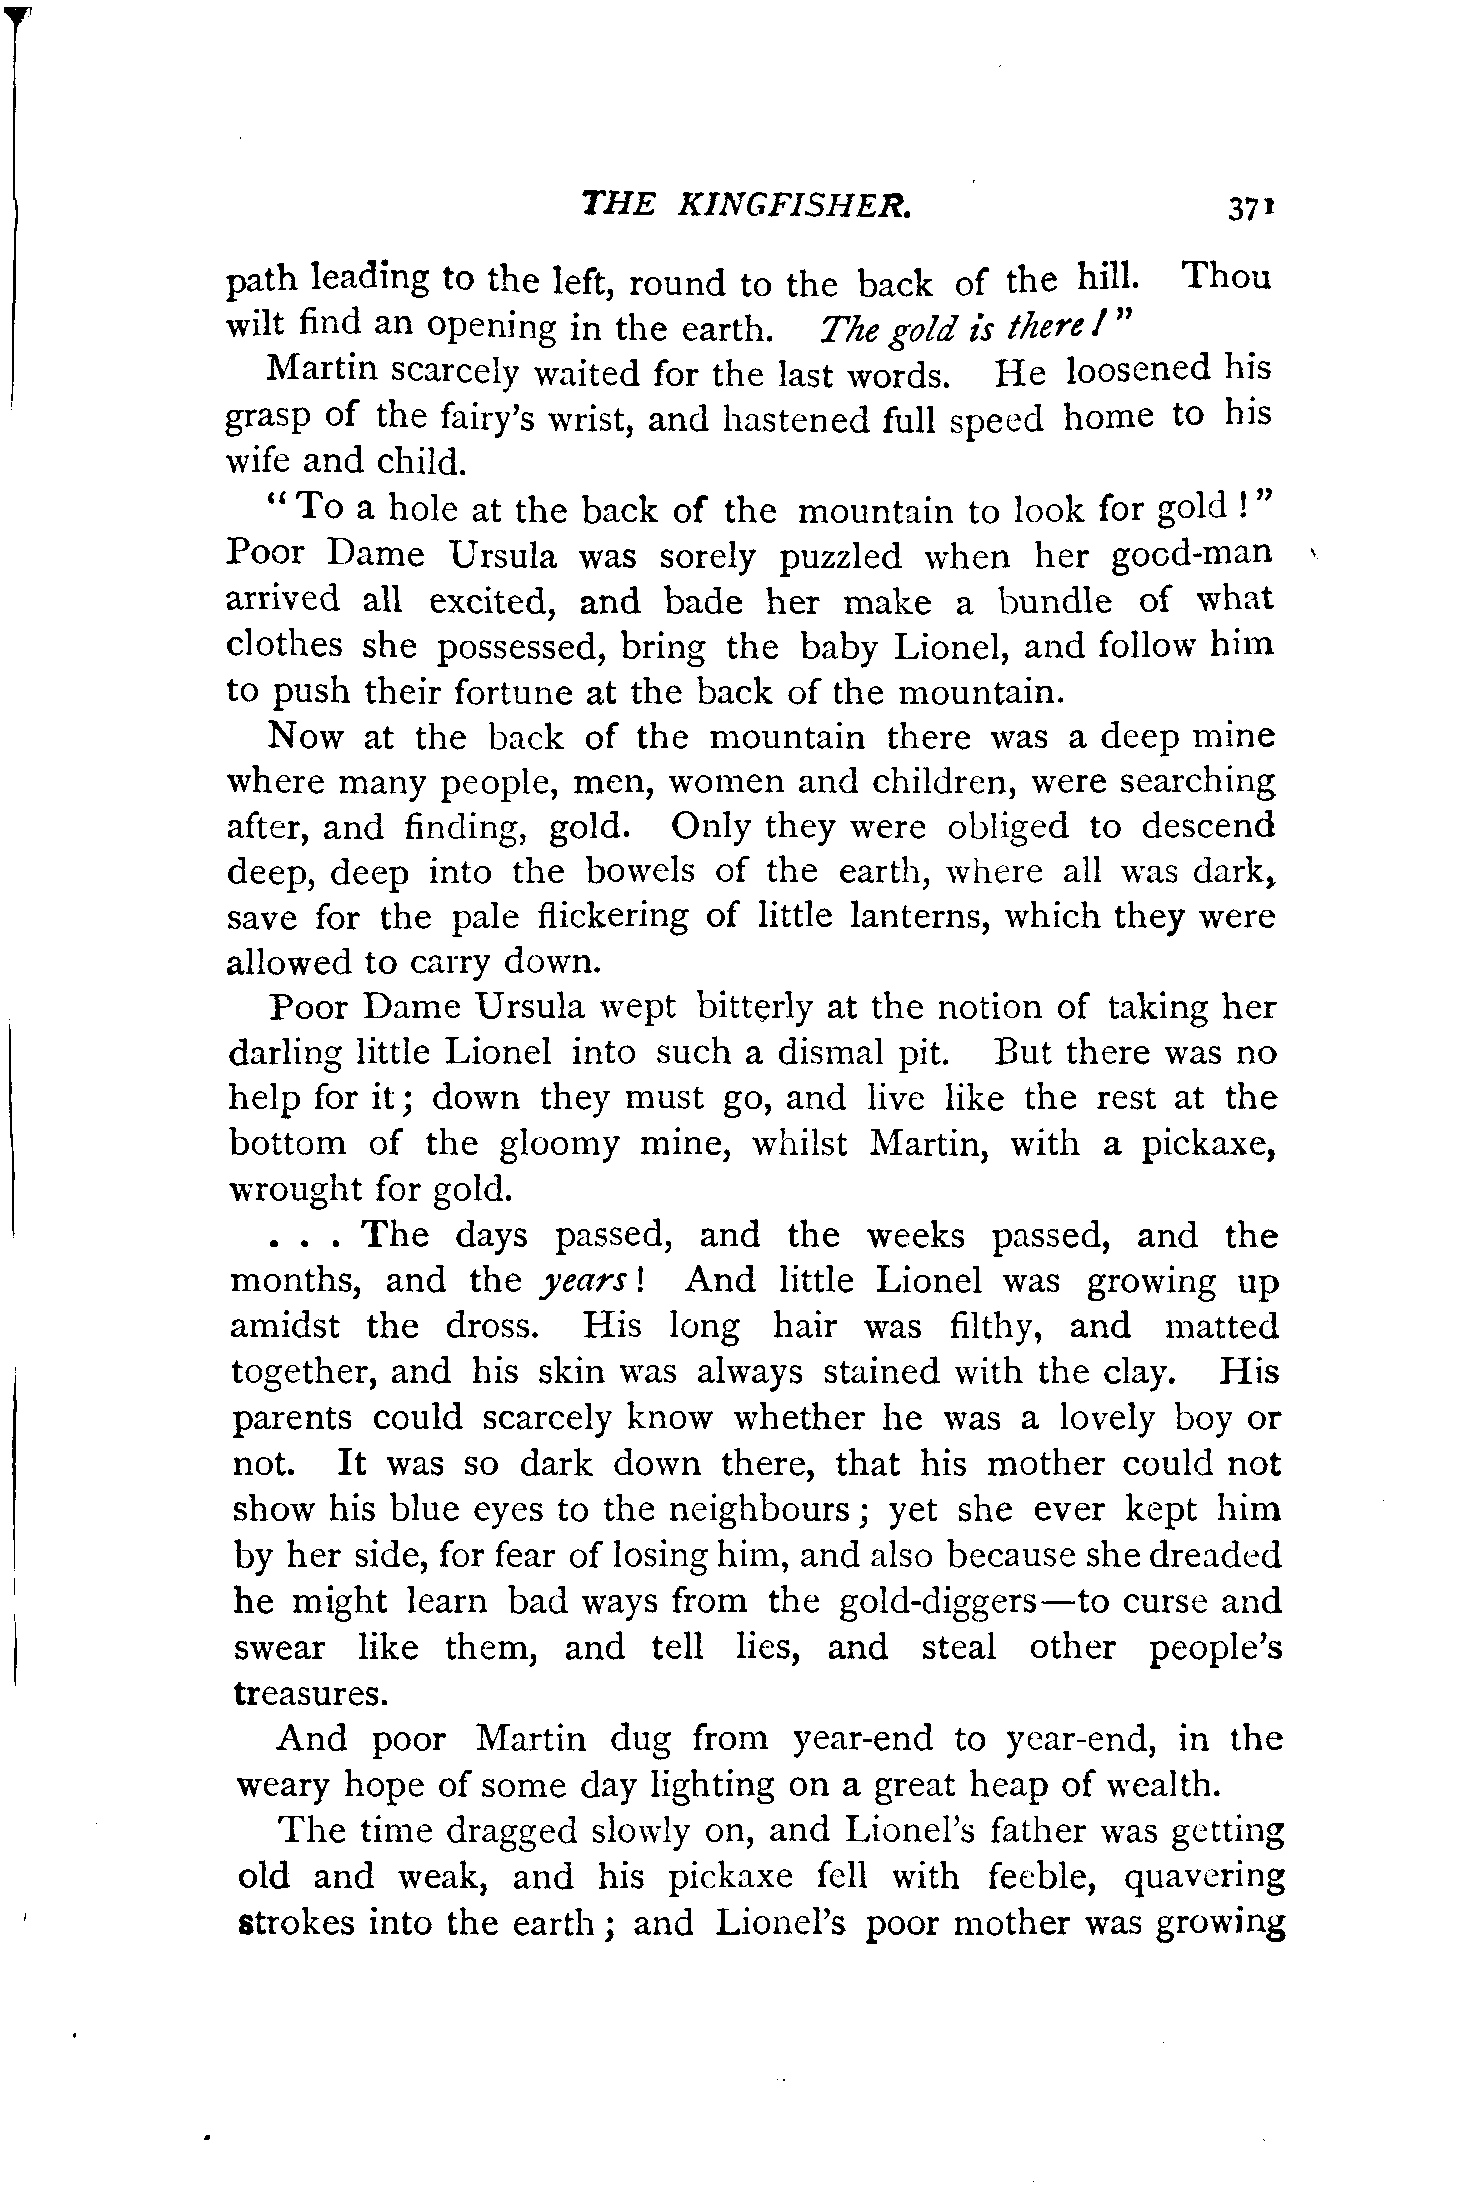 THE KINGFISHER. 371
path leading to the left, round to the back of the hill. Thou
wilt find an opening in the earth. The gold is there!"
Martin scarcely waited for the last words. He loosened his
grasp of the fairy's wrist, and hastened full speed home to his
wife and child.
"To a hole at the back of the mountain to look for gold!"
Poor Dame Ursula was sorely puzzled when her good-man
arrived all excited, and bade her make a bundle of what
clothes she possessed, bring the baby Lionel, and follow him
to push their fortune at the back of the mountain.
Now at the back of the mountain there was a deep mine
where many people, men, women and children, were searching
after, and finding, gold. Only they were obliged to descend
deep, deep into the bowels of the earth, where all was dark,
save for the pale flickering of little lanterns, which they were
allowed to carry down.
Poor Dame Ursula wept bitterly at the notion of taking her
darling little Lionel into such a dismal pit. But there was no
help for it; down they must go, and live like the rest at the
bottom of the gloomy mine, whilst Martin, with a pickaxe,
wrought for gold.
. . . The days passed, and the weeks passed, and the
months, and the years! And little Lionel was growing up
amidst the dross. His long hair was filthy, and matted
together, and his skin was always stained with the clay. His
parents could scarcely know whether he was a lovely boy or
not. It was so dark down there, that his mother could not
show his blue eyes to the neighbours; yet she ever kept him
by her side, for fear of losing him, and also because she dreaded
he might learn bad ways from the gold-diggers—to curse and
swear like them, and tell lies, and steal other people's
treasures.
And poor Martin dug from year-end to year-end, in the
weary hope of some day lighting on a great heap of wealth.
The time dragged slowly on, and Lionel's father was getting
old and weak, and his pickaxe fell with feeble, quavering
strokes into the earth; and Lionel's poor mother was growing